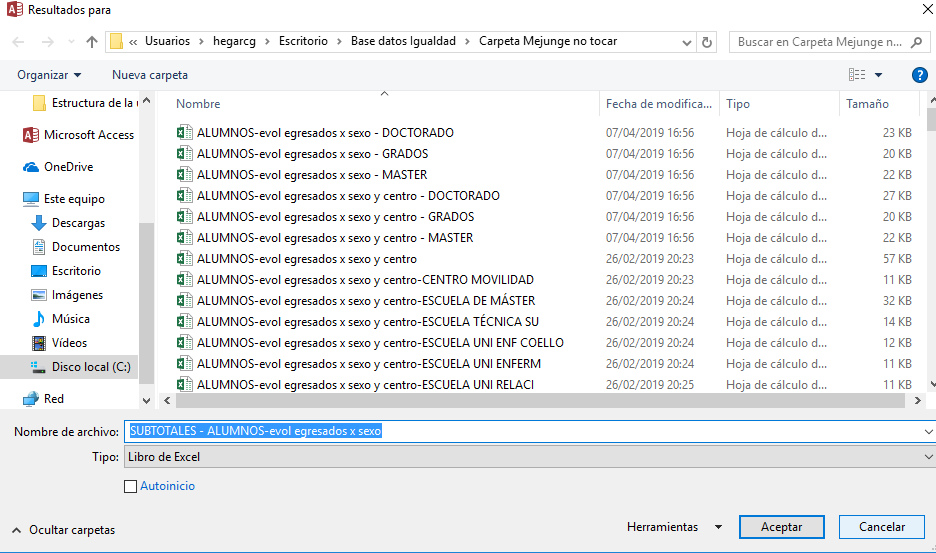 Resultados para
« Usuarios > hegarcg > Escritorio > Base datos Igualdad > Carpeta Mejunge no tocar
Buscar en Carpeta Mejunge n...
Organizar
Nueva carpeta
?
Estructura de la
Microsoft Access
OneDrive
Este equipo
Descargas
Documentos
Escritorio
Imágenes
Música
Vídeos
Disco local (C:)
Red
Nombre Fecha de modifica... Tipo Tamaño
ALUMNOS-evol egresados x sexo - DOCTORADO 07/04/2019 16:56 Hoja de cálculo d... 23 KB
ALUMNOS-evol egresados x sexo - GRADOS 07/04/2019 16:56 Hoja de cálculo d... 20 KB
ALUMNOS-evol egresados x sexo - MASTER 07/04/2019 16:56 Hoja de cálculo d... 22 KB
ALUMNOS-evol egresados x sexo y centro - DOCTORADO 07/04/2019 16:56 Hoja de cálculo d... 27 KB
ALUMNOS-evol egresados x sexo y centro - GRADOS 07/04/2019 16:56 Hoja de cálculo d... 20 KB
ALUMNOS-evol egresados x sexo y centro - MASTER 07/04/2019 16:56 Hoja de cálculo d... 22 KB
ALUMNOS-evol egresados x sexo y centro 26/02/2019 20:23 Hoja de cálculo d... 57 KB
ALUMNOS-evol egresados x sexo y centro-CENTRO MOVILIDAD 26/02/2019 20:23 Hoja de cálculo d... 11 KB
ALUMNOS-evol egresados x sexo y centro-ESCUELA DE MÁSTER 26/02/2019 20:24 Hoja de cálculo d... 32 KB
ALUMNOS-evol egresados x sexo y centro-ESCUELA TÉCNICA SU 26/02/2019 20:24 Hoja de cálculo d... 14 KB
ALUMNOS-evol egresados x sexo y centro-ESCUELA UNI ENF COELLO 26/02/2019 20:24 Hoja de cálculo d... 12 KB
ALUMNOS-evol egresados x sexo y centro-ESCUELA UNI ENFERM 26/02/2019 20:24 Hoja de cálculo d... 11 KB
ALUMNOS-evol egresados x sexo y centro-ESCUELA UNI RELACI 26/02/2019 20:25 Hoja de cálculo d... 11 KB
Nombre de archivo: SUBTOTALES - ALUMNOS-evol egresados x sexo
Tipo: Libro de Excel
Autoinicio
Ocultar carpetas
Herramientas
Aceptar
Cancelar